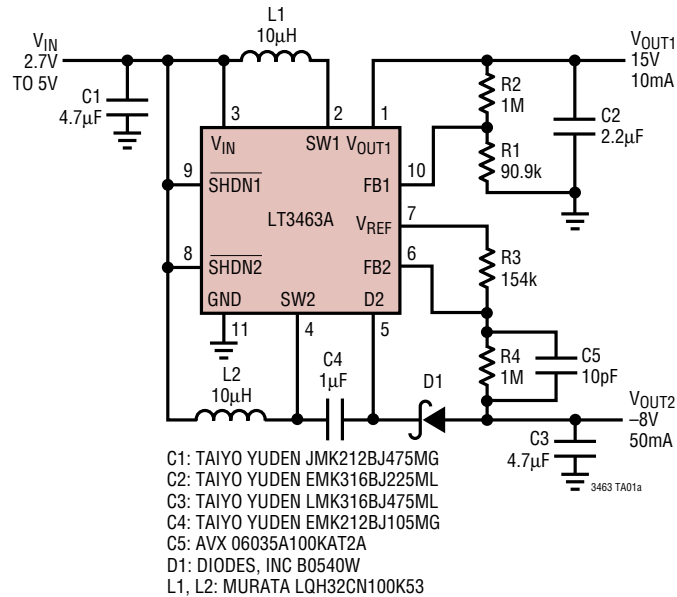 L1
10µH
VIN
2.7V
TO 5V
VOUT1
15V
10mA
C1
4.7µF
R2
1M
C2
2.2µF
R1
90.9k
3
2
1
VIN
SW1
VOUT1
9
SHDN1
10
FB1
LT3463A
7
VREF
8
SHDN2
6
FB2
R3
154k
GND
SW2
D2
11
4
5
L2
10µH
C4
1µF
D1
R4
1M
C5
10pF
VOUT2
–8V
50mA
C3
4.7µF
3463 TA01a
C1: TAIYO YUDEN JMK212BJ475MG
C2: TAIYO YUDEN EMK316BJ225ML
C3: TAIYO YUDEN LMK316BJ475ML
C4: TAIYO YUDEN EMK212BJ105MG
C5: AVX 06035A100KAT2A
D1: DIODES, INC B0540W
L1, L2: MURATA LQH32CN100K53